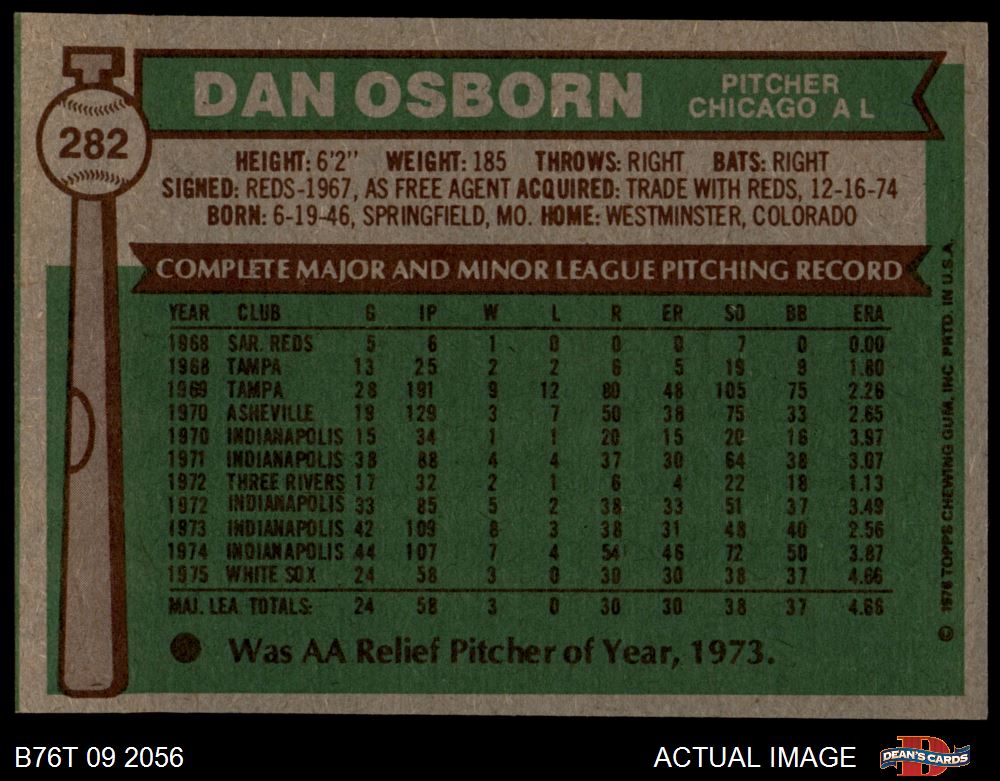 DAN OSBORN
PITCHER
CHICAGO A L
282
HEIGHT: 6'2" WEIGHT: 185 THROWS: RIGHT BATS: RIGHT
SIGNED: REDS-1967, AS FREE AGENT ACQUIRED: TRADE WITH REDS, 12-16-74
BORN: 6-19-46, SPRINGFIELD, MO. HOME: WESTMINSTER, COLORADO
COMPLETE MAJOR AND MINOR LEAGUE PITCHING RECORD
YEAR CLUB G IP W L R ER SO BB ERA
1968 SAR. REDS 5 6 1 0 0 0 7 0 0.00
1968 TAMPA 13 25 2 2 6 5 19 9 1.80
1969 TAMPA 28 191 9 12 80 48 105 75 2.26
1970 ASHEVILLE 19 129 3 7 50 38 75 33 2.65
1970 INDIANAPOLIS 15 34 1 1 20 15 20 16 3.97
1971 INDIANAPOLIS 38 88 4 4 37 30 64 38 3.07
1972 THREE RIVERS 17 32 2 1 6 4 22 18 1.13
1972 INDIANAPOLIS 33 85 5 2 38 33 51 37 3.49
1973 INDIANAPOLIS 42 109 8 3 38 31 48 40 2.56
1974 INDIANAPOLIS 44 107 7 4 54 46 72 50 3.87
1975 WHITE SOX 24 58 3 0 30 30 38 37 4.66
MAJ. LEA. TOTALS: 24 58 3 0 30 30 38 37 4.66
Was AA Relief Pitcher of Year, 1973.
© 1976 TOPPS CHEWING GUM, INC PRTD. IN U.S.A.
B76T 09 2056
ACTUAL IMAGE
DEAN'S CARDS